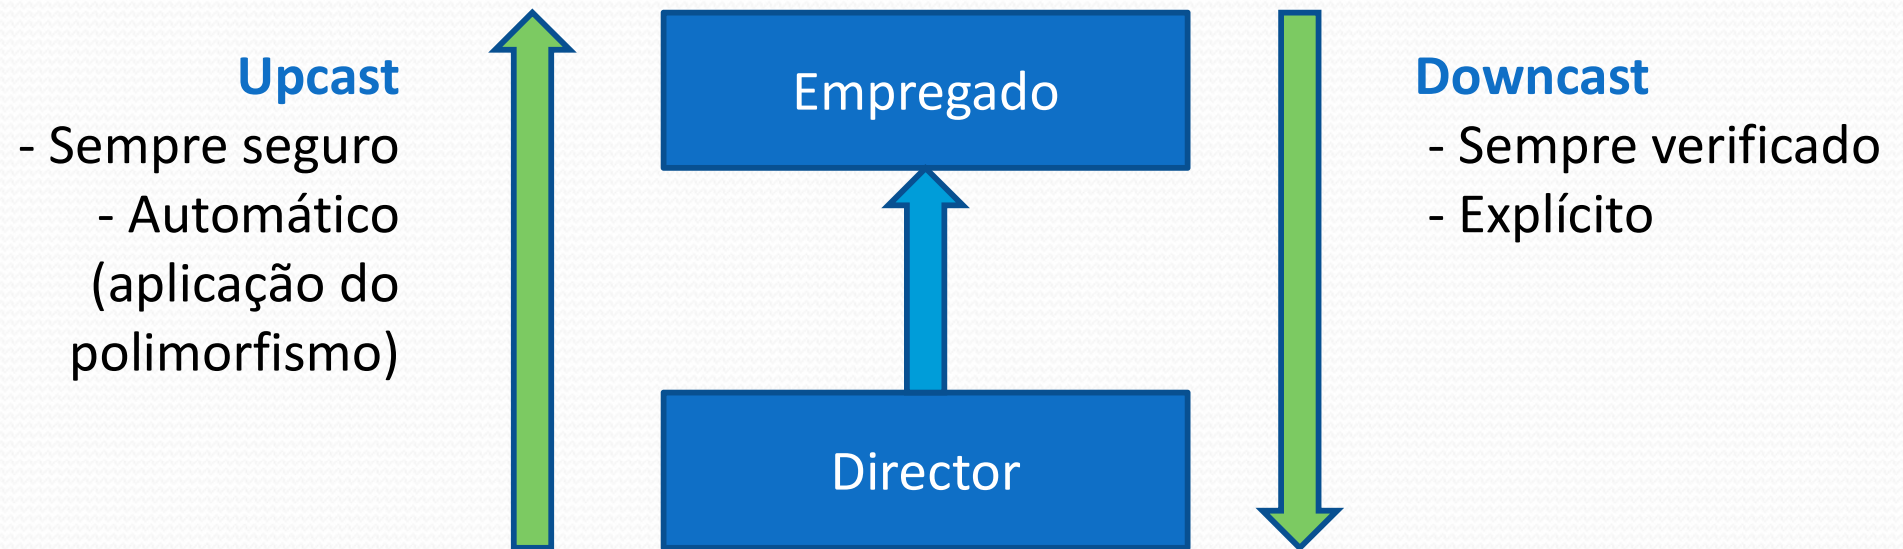 Upcast
- Sempre seguro
- Automático
(aplicação do
polimorfismo)
Empregado
Director
Downcast
- Sempre verificado
- Explícito